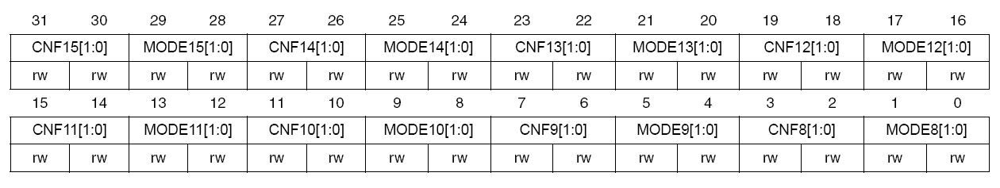 31 30 29 28 27 26 25 24 23 22 21 20 19 18 17 16
CNF15[1:0] MODE15[1:0] CNF14[1:0] MODE14[1:0] CNF13[1:0] MODE13[1:0] CNF12[1:0] MODE12[1:0]
rw rw rw rw rw rw rw rw rw rw rw rw rw rw rw rw
15 14 13 12 11 10 9 8 7 6 5 4 3 2 1 0
CNF11[1:0] MODE11[1:0] CNF10[1:0] MODE10[1:0] CNF9[1:0] MODE9[1:0] CNF8[1:0] MODE8[1:0]
rw rw rw rw rw rw rw rw rw rw rw rw rw rw rw rw